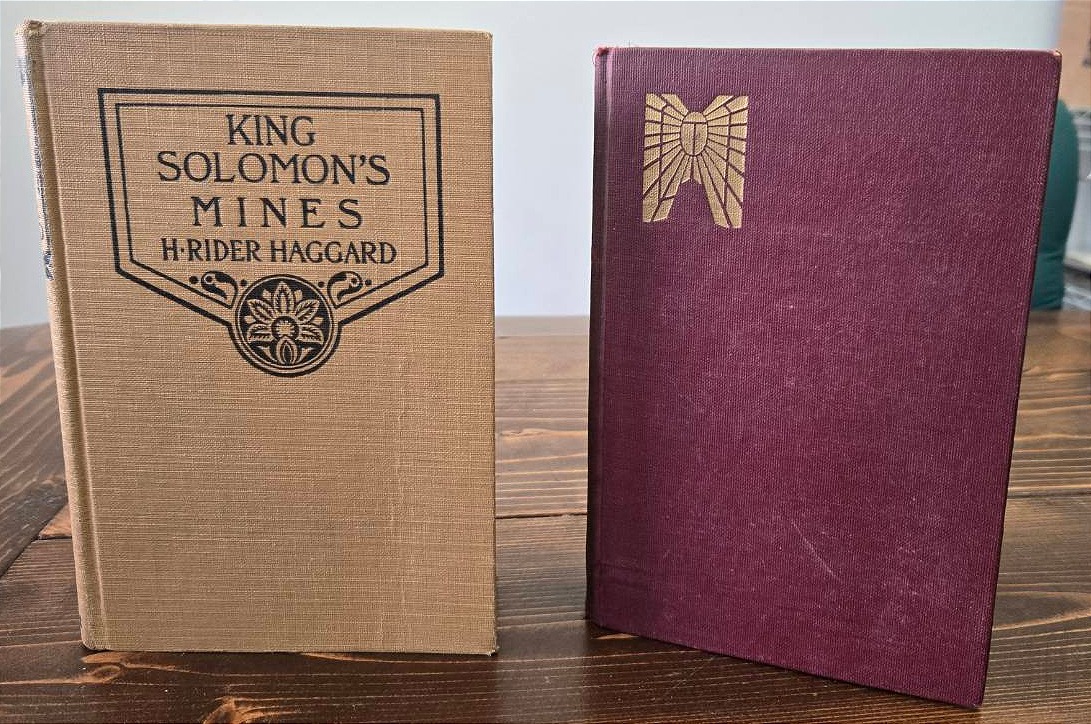 KING
SOLOMON'S
MINES
H·RIDER HAGGARD